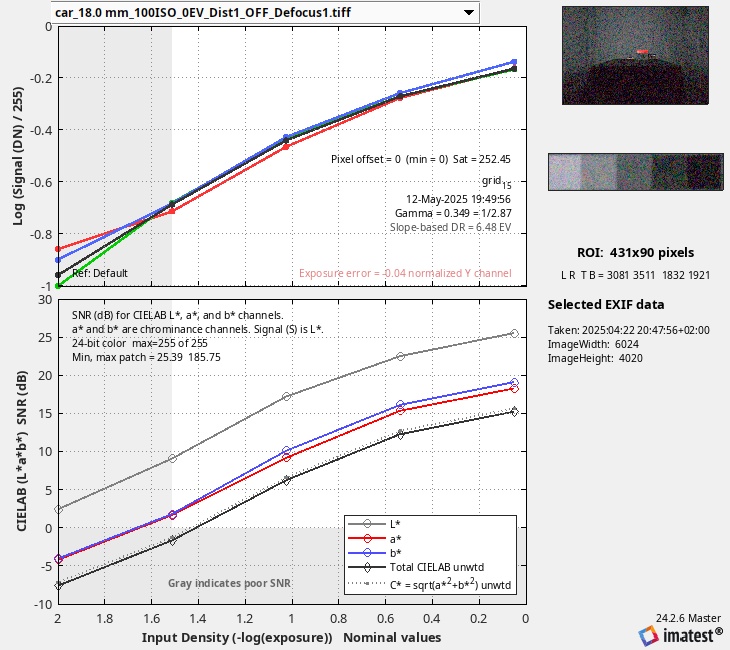 car_18.0 mm_100ISO_0EV_Dist1_OFF_Defocus1.tiff
0
-0.2
-0.4
-0.6
-0.8
-1
Log (Signal (DN) / 255)
Pixel offset = 0 (min = 0) Sat = 252.45
grid15
12-May-2025 19:49:56
Gamma = 0.349 = 1/2.87
Slope-based DR = 6.48 EV
Ref: Default
Exposure error = -0.04 normalized Y channel
ROI: 431x90 pixels
L R T B = 3081 3511 1832 1921
Selected EXIF data
Taken: 2025:04:22 20:47:56+02:00
ImageWidth: 6024
ImageHeight: 4020
30
25
20
15
10
5
0
-5
-10
CIELAB (L*a*b*) SNR (dB)
SNR (dB) for CIELAB L*, a*, and b* channels.
a* and b* are chrominance channels. Signal (S) is L*.
24-bit color max=255 of 255
Min, max patch = 25.39 185.75
L*
a*
b*
Total CIELAB unwtd
C* = sqrt(a*²+b*²) unwtd
Gray indicates poor SNR
2 1.8 1.6 1.4 1.2 1 0.8 0.6 0.4 0.2 0
Input Density (-log(exposure)) Nominal values
24.2.6 Master
imatest®